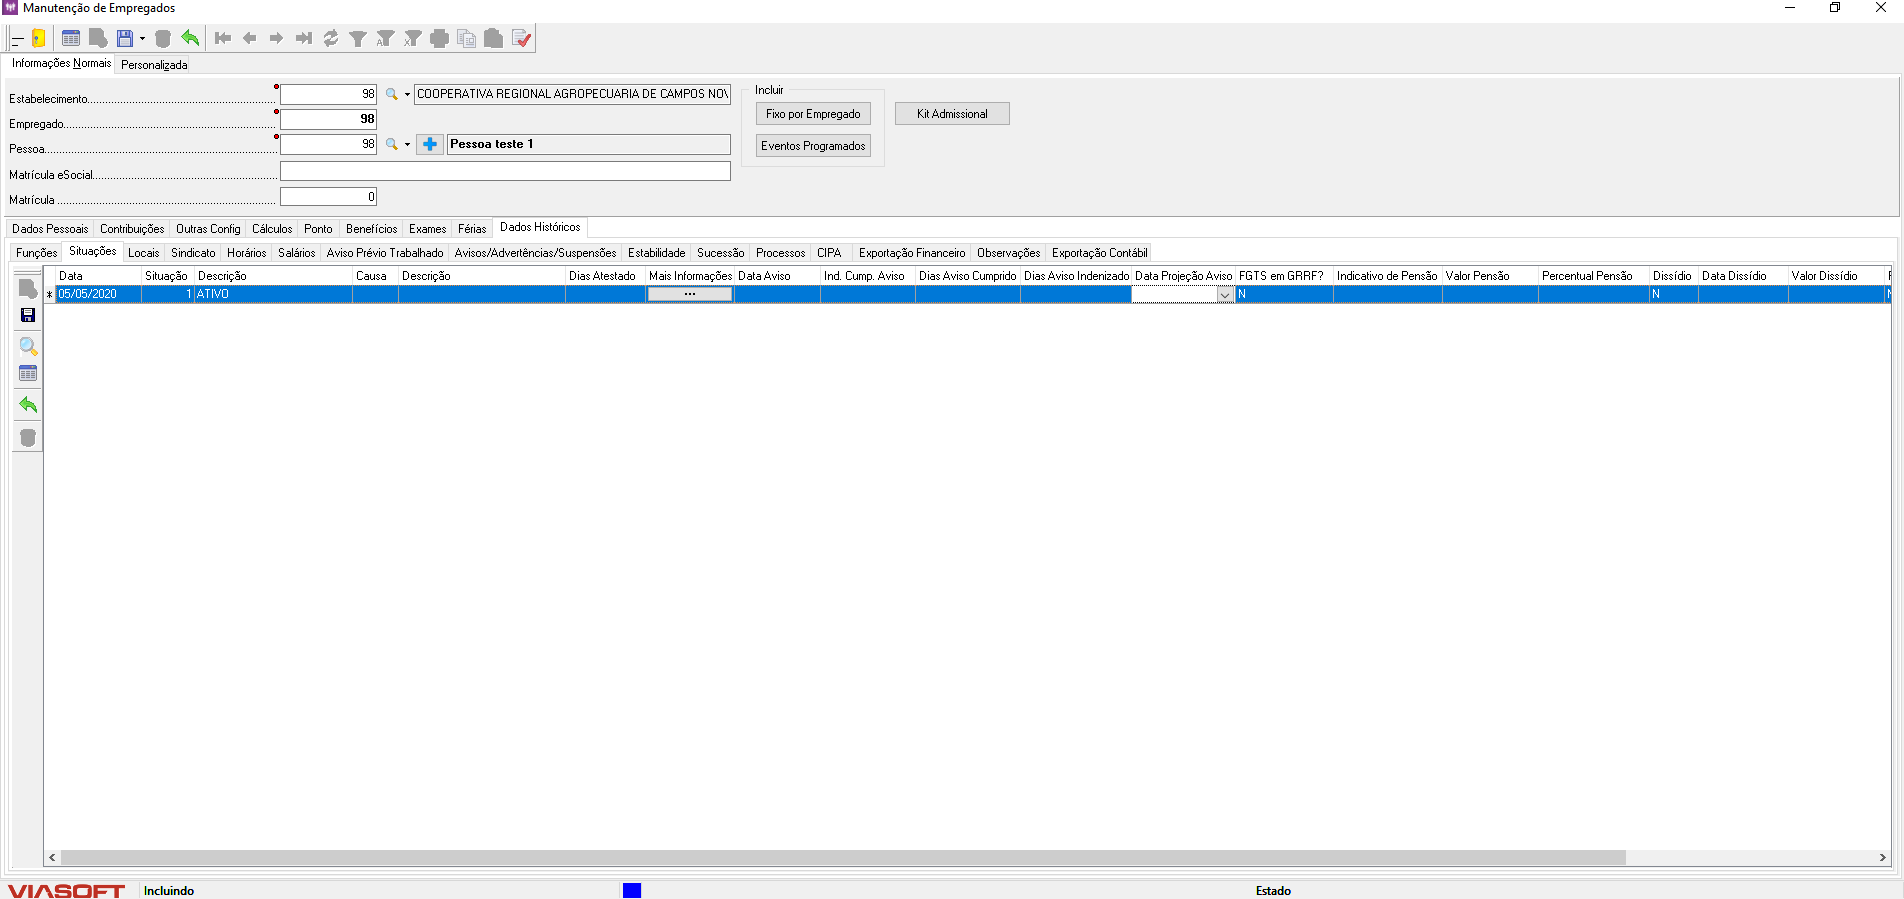 Manutenção de Empregados
Informações Normais Personalizada
Estabelecimento 98 COOPERATIVA REGIONAL AGROPECUARIA DE CAMPOS NOV
Empregado 98
Pessoa 98 Pessoa teste 1
Matrícula eSocial
Matrícula 0
Incluir
Fixo por Empregado
Eventos Programados
Kit Admissional
Dados Pessoais Contribuições Outras Config Cálculos Ponto Benefícios Exames Férias Dados Históricos
Funções Situações Locais Sindicato Horários Salários Aviso Prévio Trabalhado Avisos/Advertências/Suspensões Estabilidade Sucessão Processos CIPA Exportação Financeiro Observações Exportação Contábil
Data Situação Descrição Causa Descrição Dias Atestado Mais Informações Data Aviso Ind. Cump. Aviso Dias Aviso Cumprido Dias Aviso Indenizado Data Projeção Aviso FGTS em GRRF? Indicativo de Pensão Valor Pensão Percentual Pensão Dissídio Data Dissídio Valor Dissídio
* 05/05/2020 1 ATIVO ... N N
VIASOFT Incluindo Estado